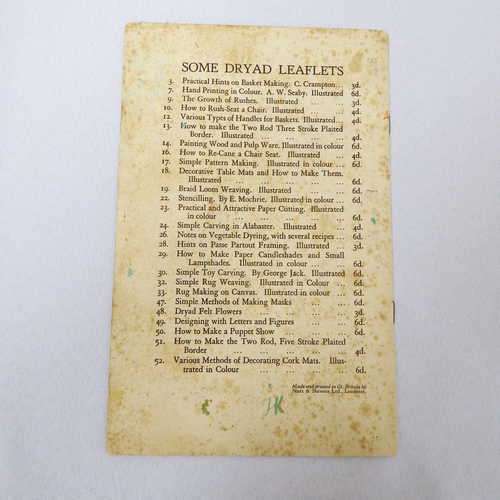 SOME DRYAD LEAFLETS
3. Practical Hints on Basket Making. C. Crampton... 3d.
7. Hand Printing in Colour. A. W. Seaby. Illustrated 6d.
9. The Growth of Rushes. Illustrated ... ... 3d.
10. How to Rush-Seat a Chair. Illustrated ... ... 4d.
12. Various Types of Handles for Baskets. Illustrated... 4d.
13. How to make the Two Rod Three Stroke Plaited
Border. Illustrated ... ... ... ... 4d.
14. Painting Wood and Pulp Ware. Illustrated in colour 6d.
16. How to Re-Cane a Chair Seat. Illustrated ... 4d.
17. Simple Pattern Making. Illustrated in colour ... 6d.
18. Decorative Table Mats and How to Make Them.
Illustrated ... ... ... ... ... 6d.
19. Braid Loom Weaving. Illustrated ... ... 6d.
22. Stencilling. By E. Mochrie. Illustrated in colour ... 6d.
23. Practical and Attractive Paper Cutting. Illustrated
in colour ... ... ... ... ... 6d.
24. Simple Carving in Alabaster. Illustrated ... 4d.
26. Notes on Vegetable Dyeing, with several recipes ... 6d.
28. Hints on Passe Partout Framing. Illustrated ... 3d.
29. How to Make Paper Candleshades and Small
Lampshades. Illustrated in colour ... ... 6d.
30. Simple Toy Carving. By George Jack. Illustrated 6d.
32. Simple Rug Weaving. Illustrated in Colour ... 6d.
33. Rug Making on Canvas. Illustrated in colour ... 6d.
47. Simple Methods of Making Masks ... ... 6d.
48. Dryad Felt Flowers ... ... ... ... 3d.
49. Designing with Letters and Figures ... ... 6d.
50. How to Make a Puppet Show ... ... 6d.
51. How to Make the Two Rod, Five Stroke Plaited
Border ... ... ... ... ... 4d.
52. Various Methods of Decorating Cork Mats. Illus-
trated in Colour ... ... ... ... 6d.
Made and printed in Gt. Britain by
Ltd., Leicester.